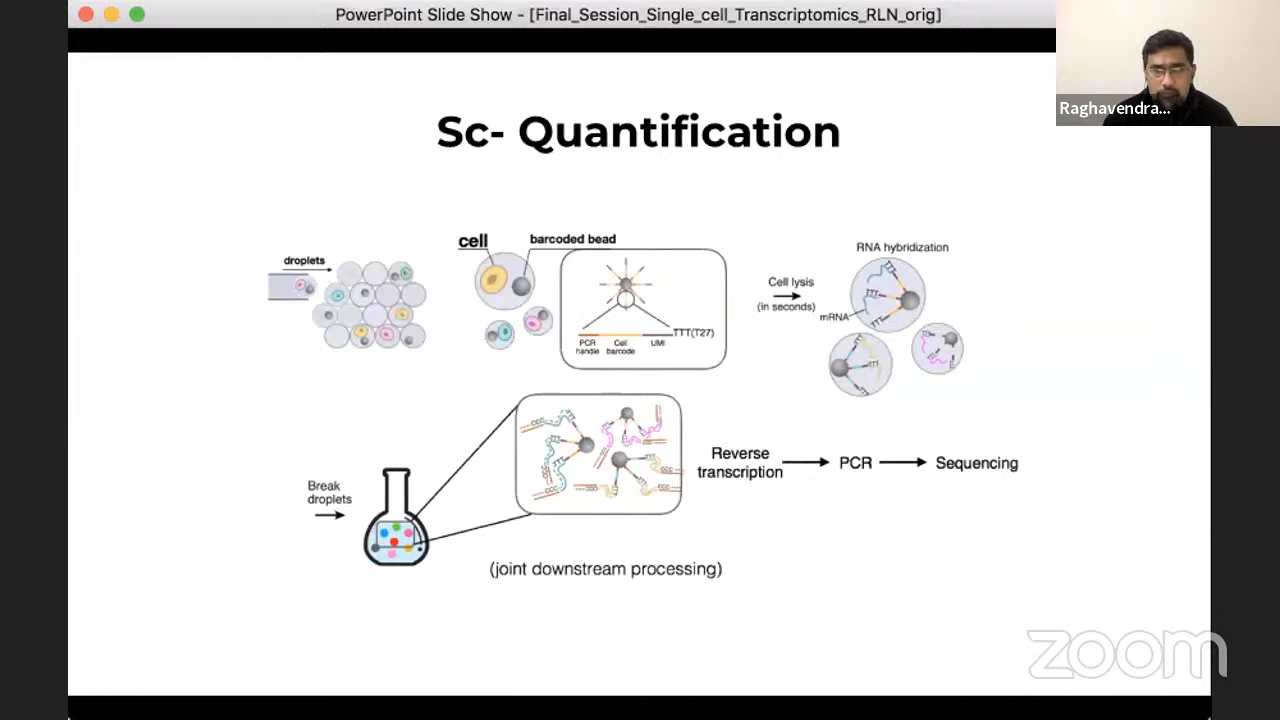 PowerPoint Slide Show - [Final_Session_Single_cell_Transcriptomics_RLN_orig]
Raghavendra...
Sc- Quantification
droplets
cell
barcoded bead
TTT(T27)
PCR
handle
Cell
barcode
UMI
Cell lysis
(in seconds)
RNA hybridization
mRNA
Break
droplets
Reverse
transcription
PCR
Sequencing
(joint downstream processing)
zoom